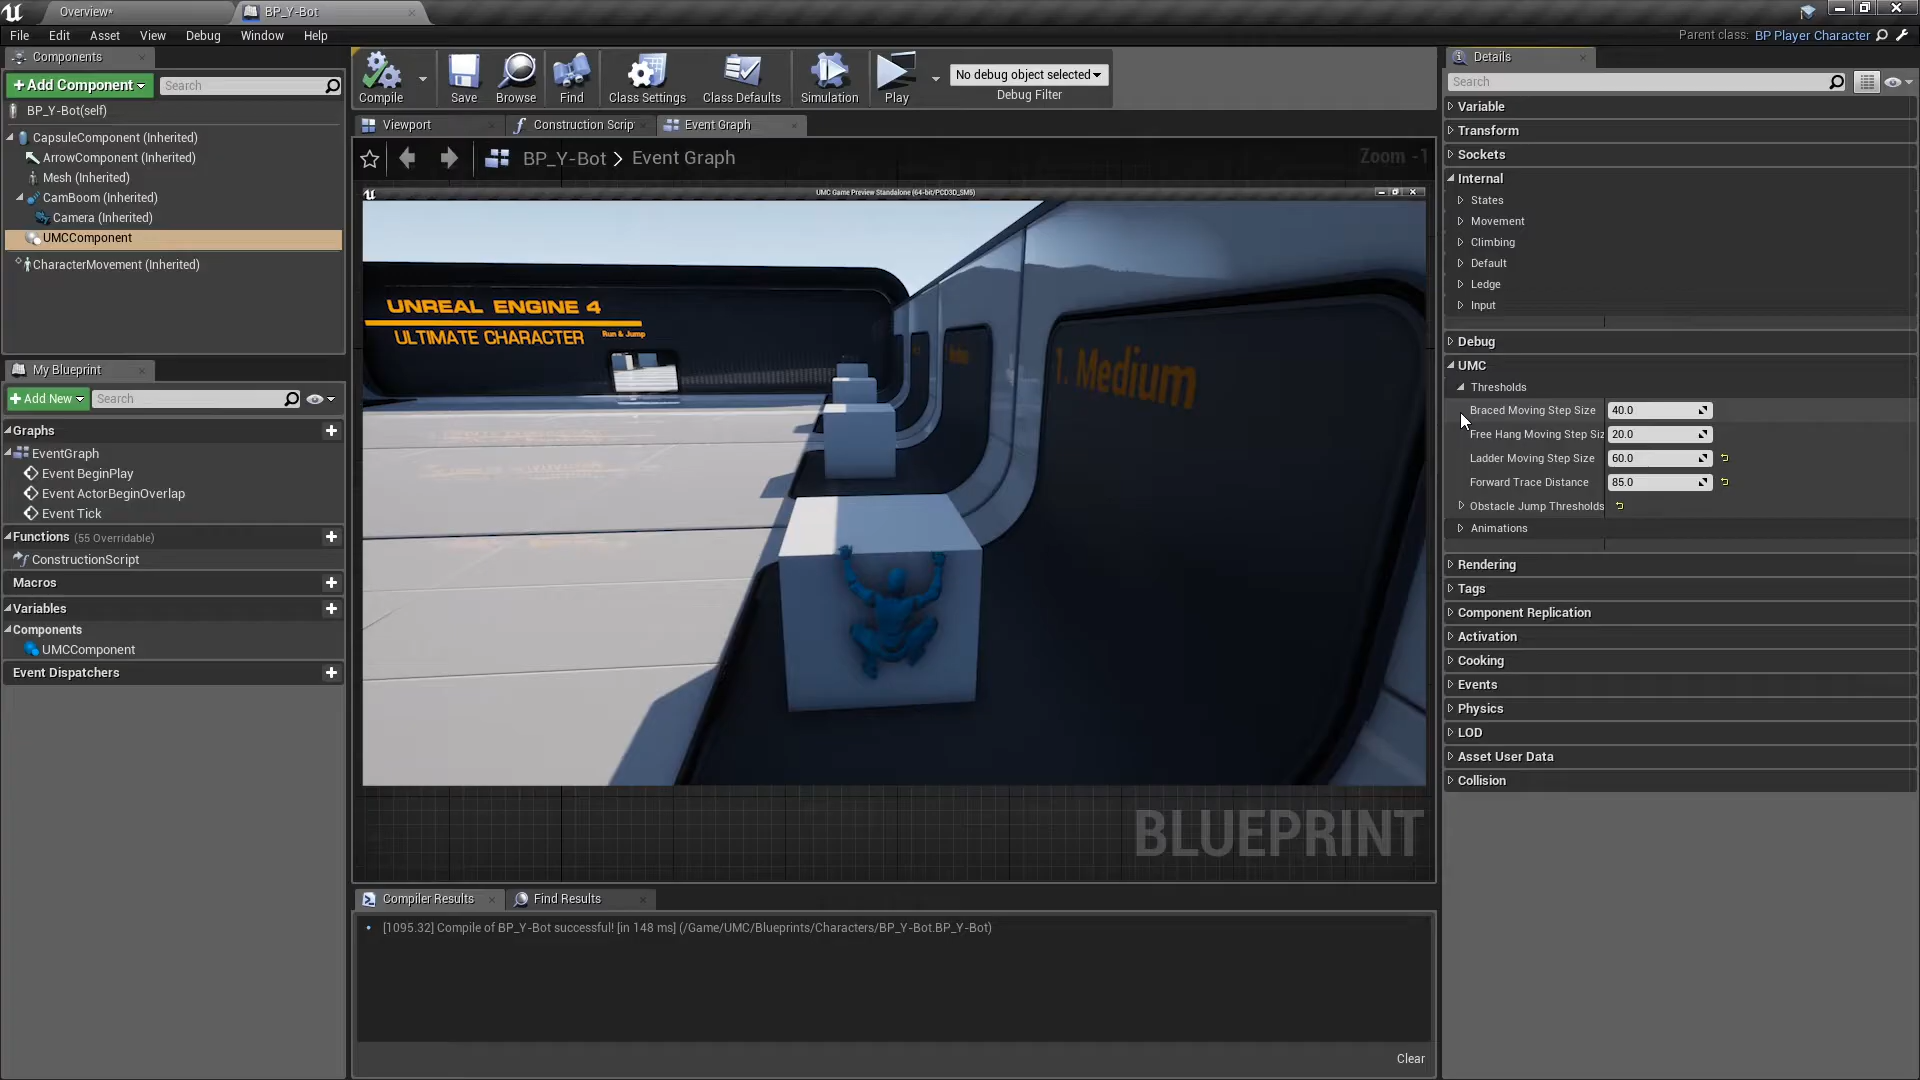 Overview*
BP_Y-Bot
File Edit Asset View Debug Window Help
Parent class: BP Player Character
Components
Add Component
Search
BP_Y-Bot(self)
CapsuleComponent (Inherited)
ArrowComponent (Inherited)
Mesh (Inherited)
CamBoom (Inherited)
Camera (Inherited)
UMCComponent
CharacterMovement (Inherited)
My Blueprint
Add New
Search
Graphs
EventGraph
Event BeginPlay
Event ActorBeginOverlap
Event Tick
Functions (55 Overridable)
ConstructionScript
Macros
Variables
Components
UMCComponent
Event Dispatchers
Compile
Save
Browse
Find
Class Settings
Class Defaults
Simulation
Play
No debug object selected
Debug Filter
Viewport
Construction Scrip
Event Graph
BP_Y-Bot > Event Graph
Zoom -1
UMC Game Preview Standalone (64-bit/PCD3D_SM5)
UNREAL ENGINE 4
ULTIMATE CHARACTER
Run & Jump
1. Medium
BLUEPRINT
Compiler Results
Find Results
[1095.32] Compile of BP_Y-Bot successful! [in 148 ms] (/Game/UMC/Blueprints/Characters/BP_Y-Bot.BP_Y-Bot)
Clear
Details
Search
Variable
Transform
Sockets
Internal
States
Movement
Climbing
Default
Ledge
Input
Debug
UMC
Thresholds
Braced Moving Step Size 40.0
Free Hang Moving Step Siz 20.0
Ladder Moving Step Size 60.0
Forward Trace Distance 85.0
Obstacle Jump Thresholds
Animations
Rendering
Tags
Component Replication
Activation
Cooking
Events
Physics
LOD
Asset User Data
Collision